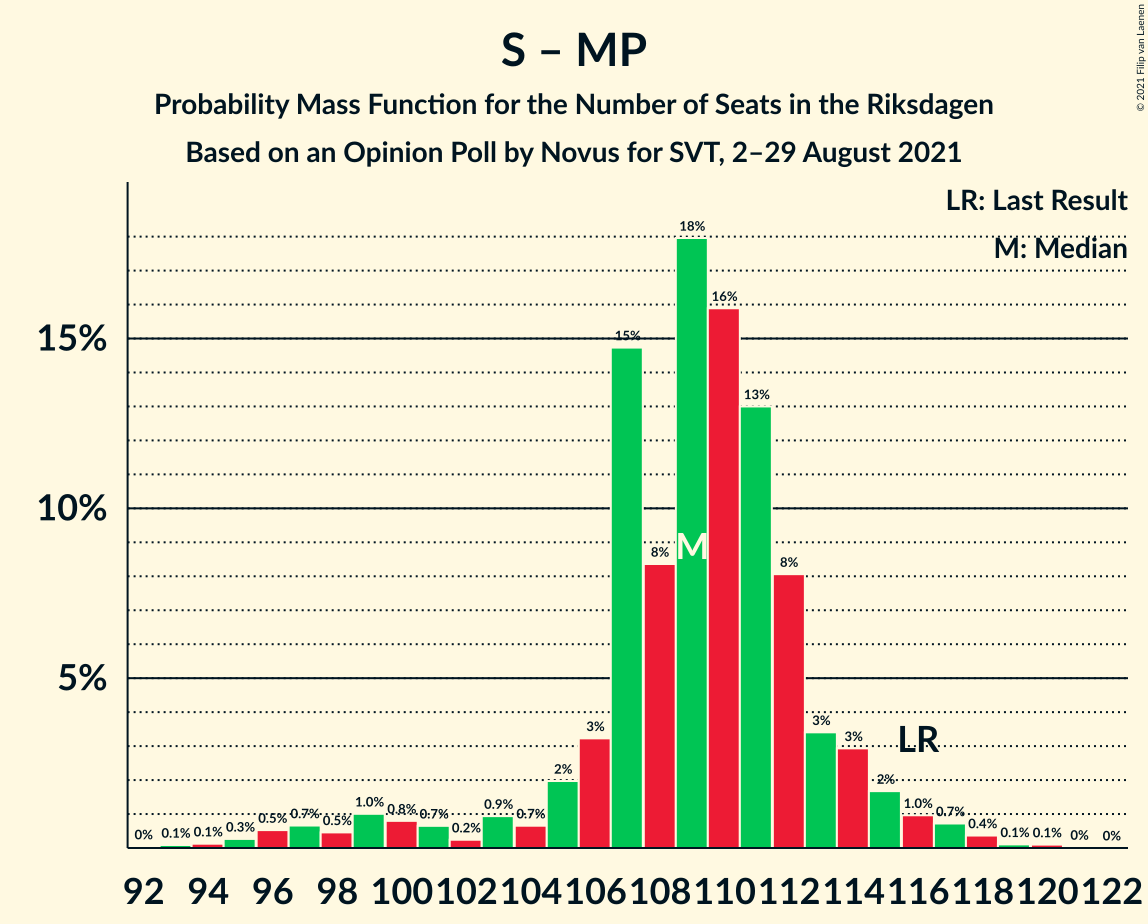 S – MP
Probability Mass Function for the Number of Seats in the Riksdagen
Based on an Opinion Poll by Novus for SVT, 2–29 August 2021
© 2021 Filip van Laenen
LR: Last Result
M: Median
15%
10%
5%
0% 0.1% 0.1% 0.3% 0.5% 0.7% 0.5% 1.0% 0.8% 0.7% 0.2% 0.9% 0.7% 2% 3% 15% 8% 18% 16% 13% 8% 3% 3% 2% 1.0% 0.7% 0.4% 0.1% 0.1% 0% 0%
M
LR
92 94 96 98 100 102 104 106 108 110 112 114 116 118 120 122